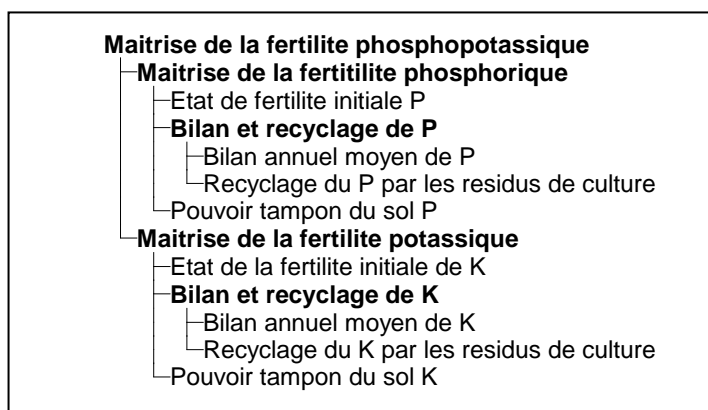 Maitrise de la fertilite phosphopotassique
Maitrise de la fertitilite phosphorique
Etat de fertilite initiale P
Bilan et recyclage de P
Bilan annuel moyen de P
Recyclage du P par les residus de culture
Pouvoir tampon du sol P
Maitrise de la fertilite potassique
Etat de la fertilite initiale de K
Bilan et recyclage de K
Bilan annuel moyen de K
Recyclage du K par les residus de culture
Pouvoir tampon du sol K